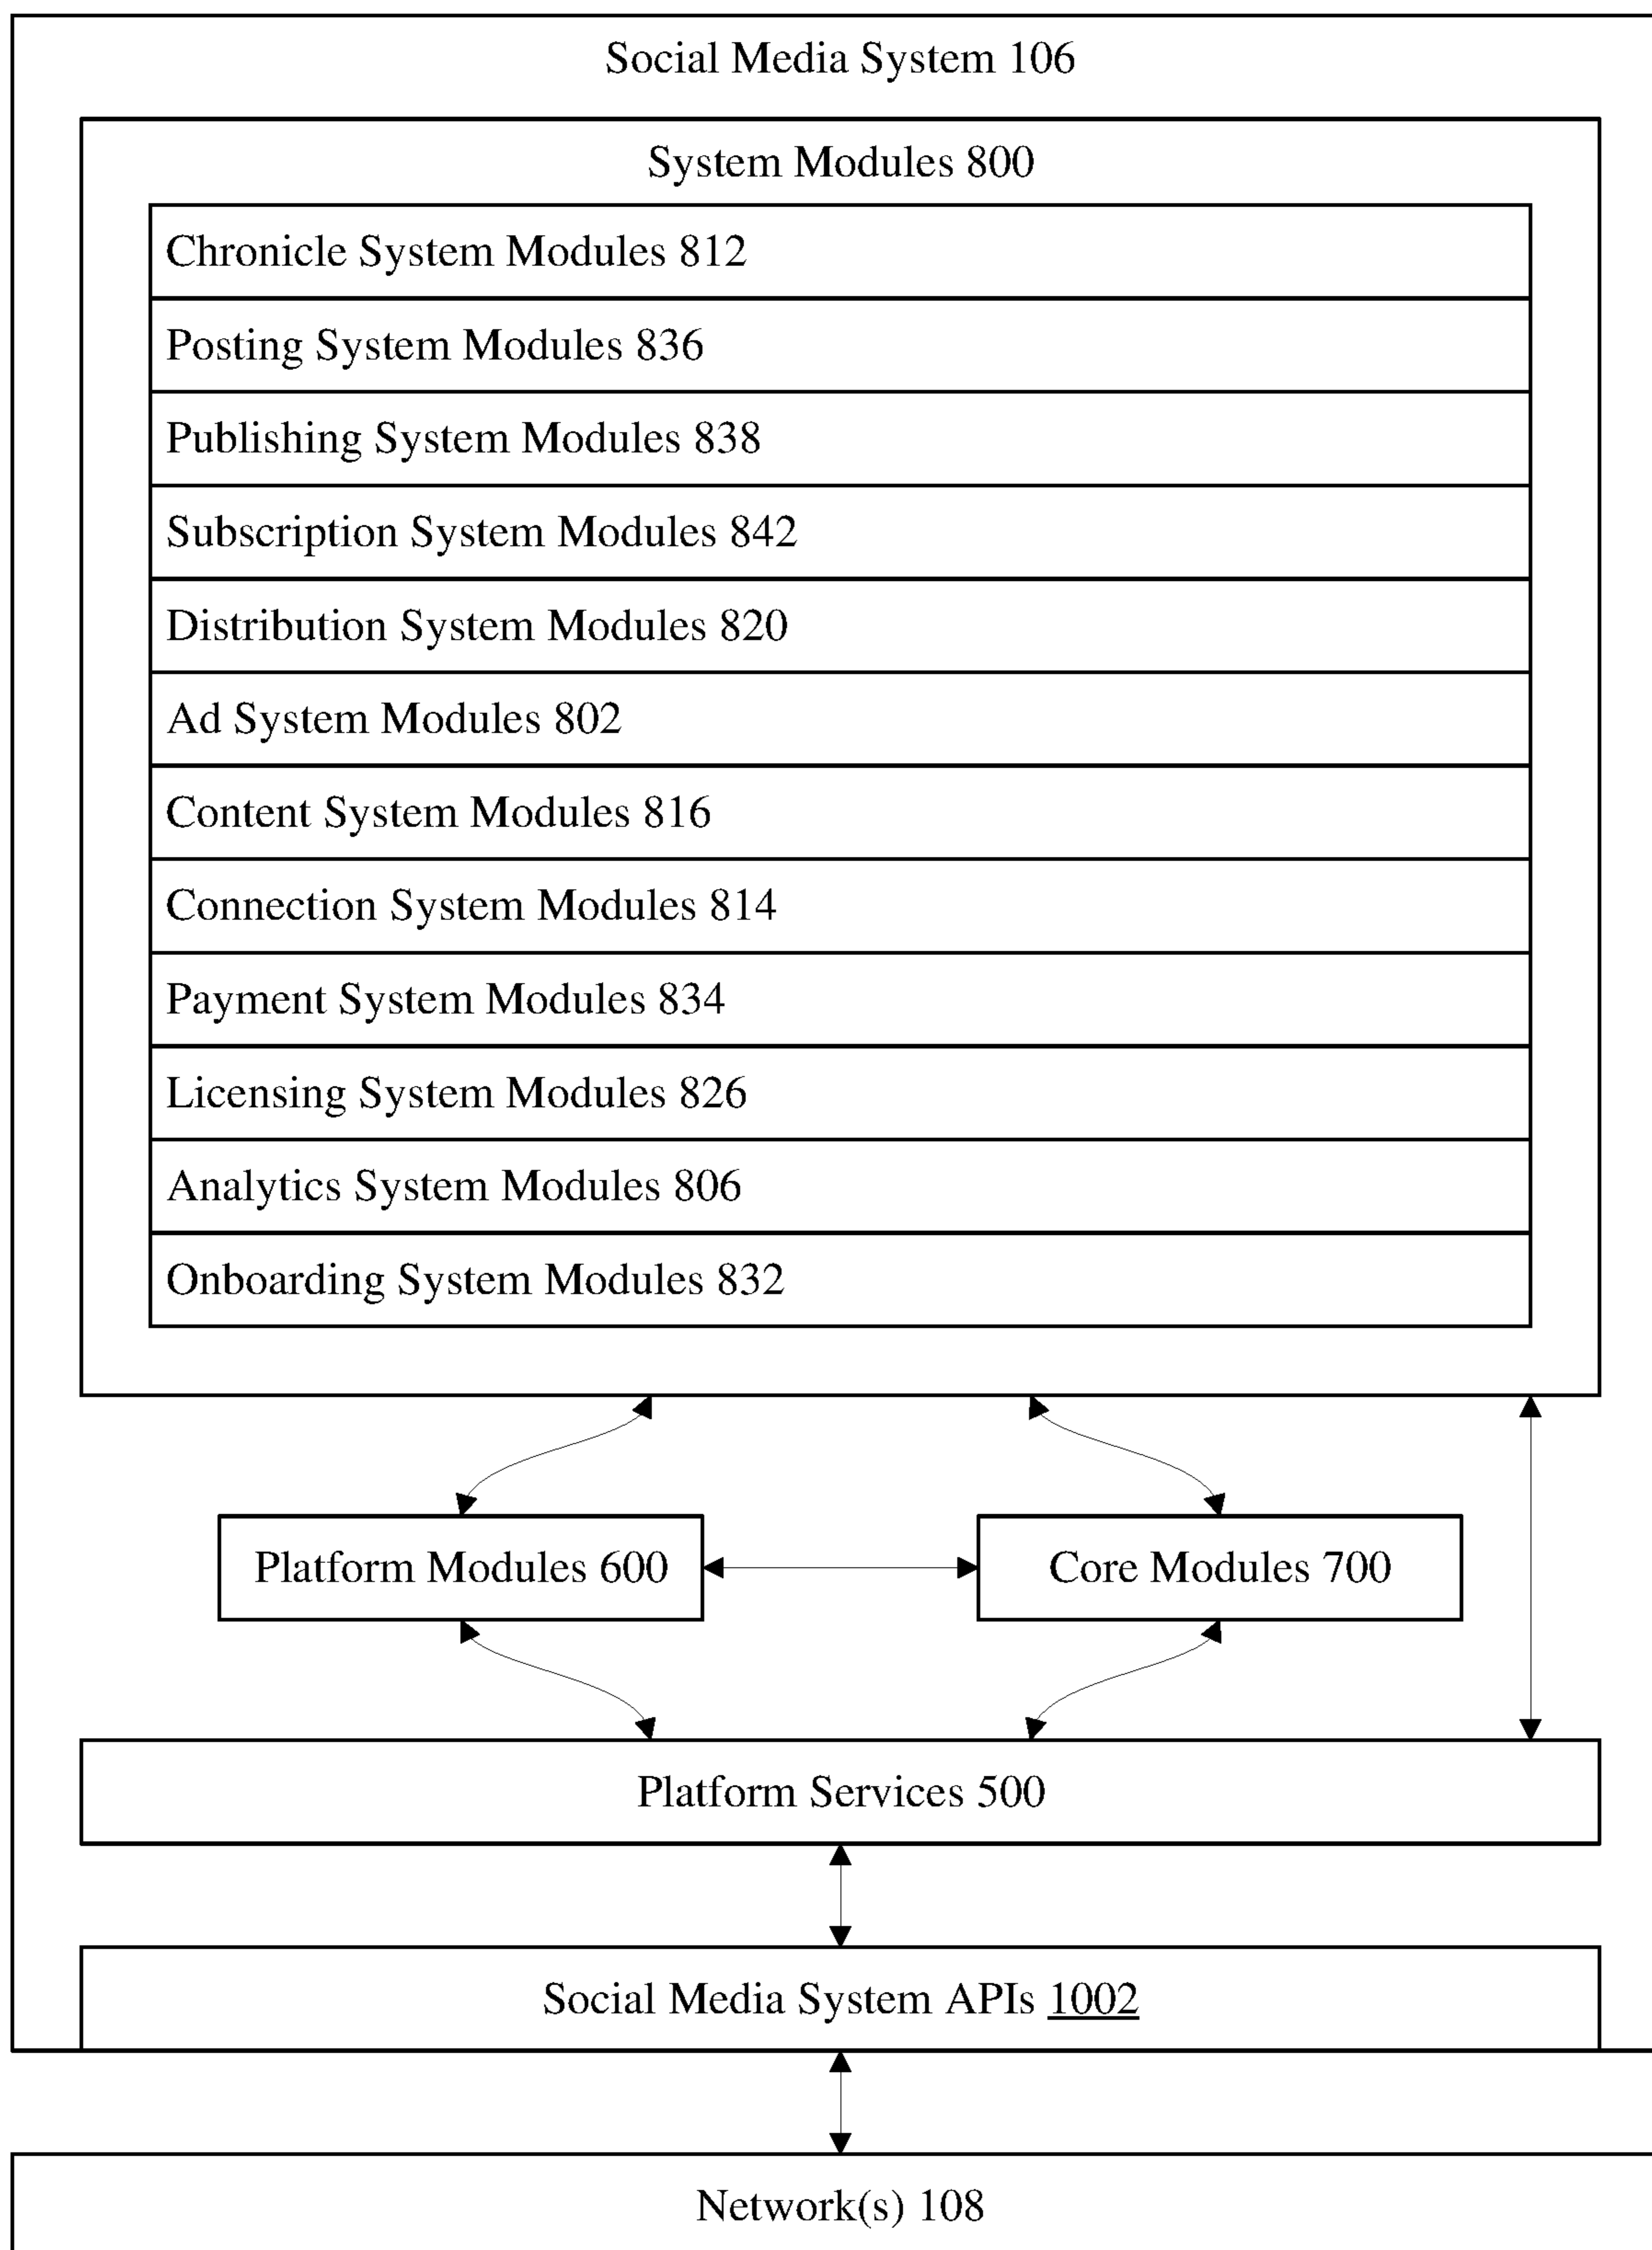 Social Media System 106
System Modules 800
Chronicle System Modules 812
Posting System Modules 836
Publishing System Modules 838
Subscription System Modules 842
Distribution System Modules 820
Ad System Modules 802
Content System Modules 816
Connection System Modules 814
Payment System Modules 834
Licensing System Modules 826
Analytics System Modules 806
Onboarding System Modules 832
Platform Modules 600
Core Modules 700
Platform Services 500
Social Media System APIs 1002
Network(s) 108